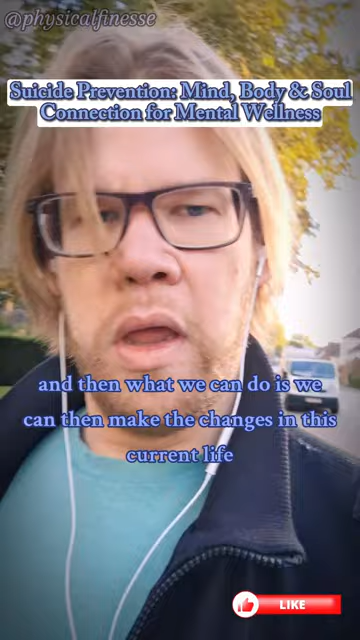 @physicalfinesse
Suicide Prevention: Mind, Body & Soul
Connection for Mental Wellness
and then what we can do is we
can then make the changes in this
current life
LIKE